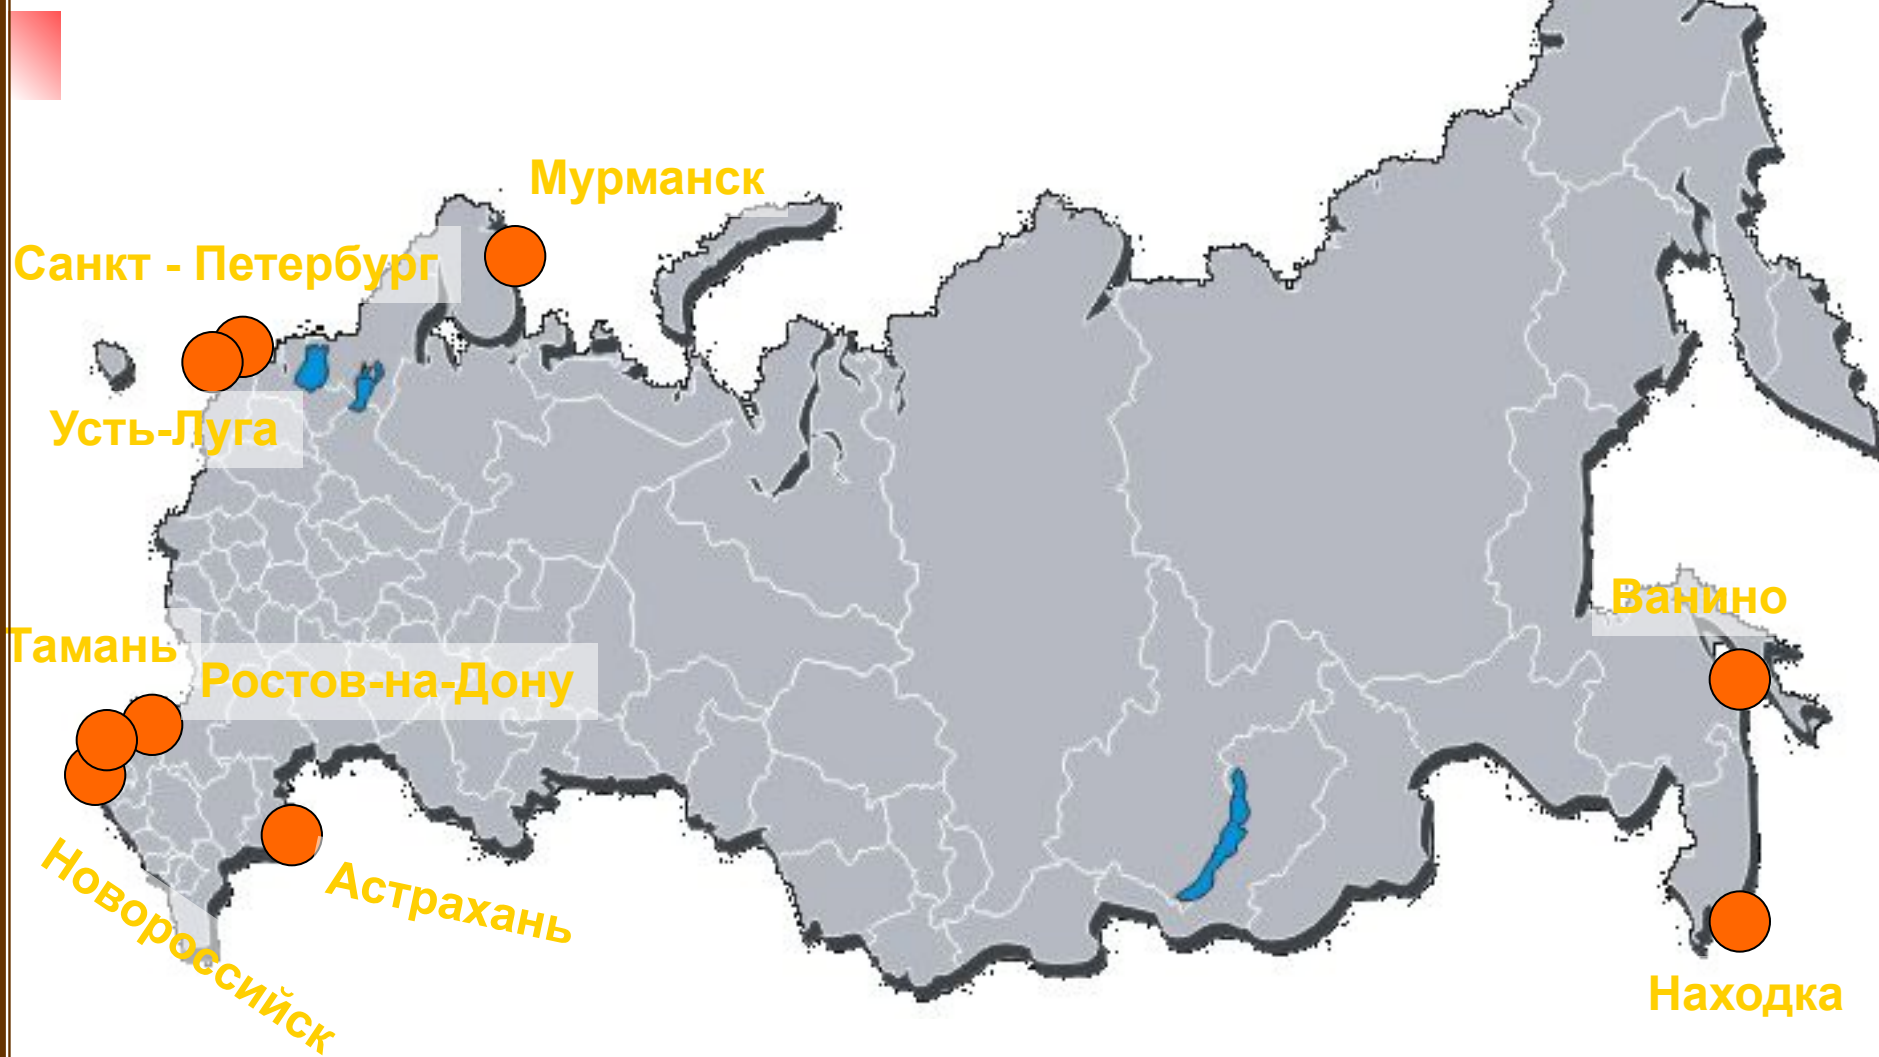 Мурманск
Санкт - Петербург
Усть-Луга
Ванино
Тамань
Ростов-на-Дону
Астрахань
Новороссийск
Находка